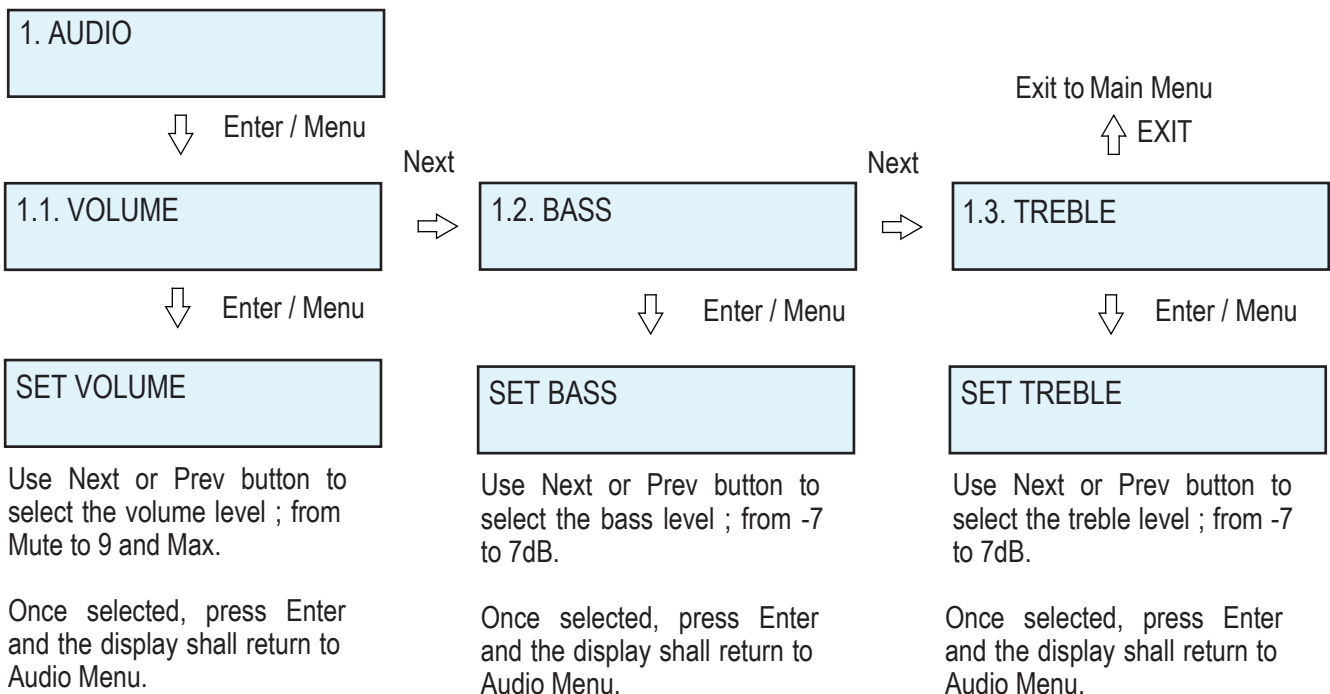 1. AUDIO
Enter / Menu
Exit to Main Menu
EXIT
Next
Next
1.1. VOLUME
1.2. BASS
1.3. TREBLE
Enter / Menu
Enter / Menu
Enter / Menu
SET VOLUME
SET BASS
SET TREBLE
Use Next or Prev button to
select the volume level ; from
Mute to 9 and Max.
Once selected, press Enter
and the display shall return to
Audio Menu.
Use Next or Prev button to
select the bass level ; from -7
to 7dB.
Once selected, press Enter
and the display shall return to
Audio Menu.
Use Next or Prev button to
select the treble level ; from -7
to 7dB.
Once selected, press Enter
and the display shall return to
Audio Menu.